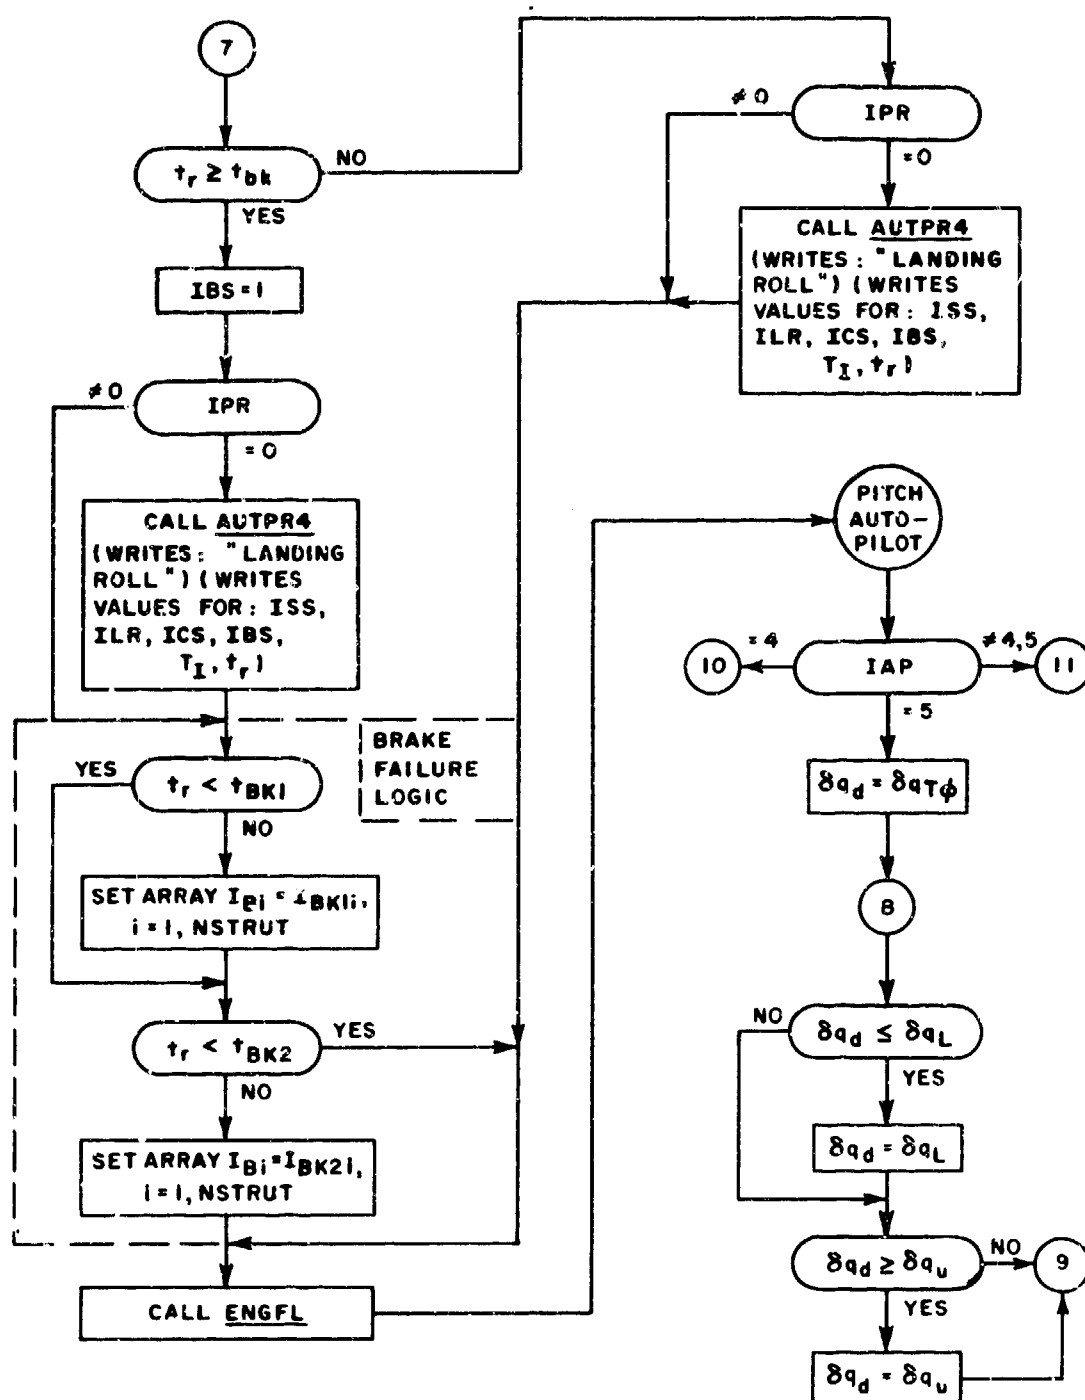 7
t_r ≥ t_bk
NO
YES
IBS=1
≠0
IPR
=0
CALL AUTPR4
(WRITES: "LANDING
ROLL") (WRITES
VALUES FOR: ISS,
ILR, ICS, IBS,
T_I, t_r)
BRAKE
FAILURE
LOGIC
YES
t_r < t_BK1
NO
SET ARRAY I_Bi = I_BK1i,
i=1, NSTRUT
t_r < t_BK2
YES
NO
SET ARRAY I_Bi=I_BK2i,
i=1, NSTRUT
CALL ENGFL
≠0
IPR
=0
CALL AUTPR4
(WRITES: "LANDING
ROLL") (WRITES
VALUES FOR: ISS,
ILR, ICS, IBS,
T_I, t_r)
PITCH
AUTO-
PILOT
10
=4
IAP
≠4,5
11
=5
δq_d = δq_Tϕ
8
NO
δq_d ≤ δq_L
YES
δq_d = δq_L
δq_d ≥ δq_u
NO
9
YES
δq_d = δq_u